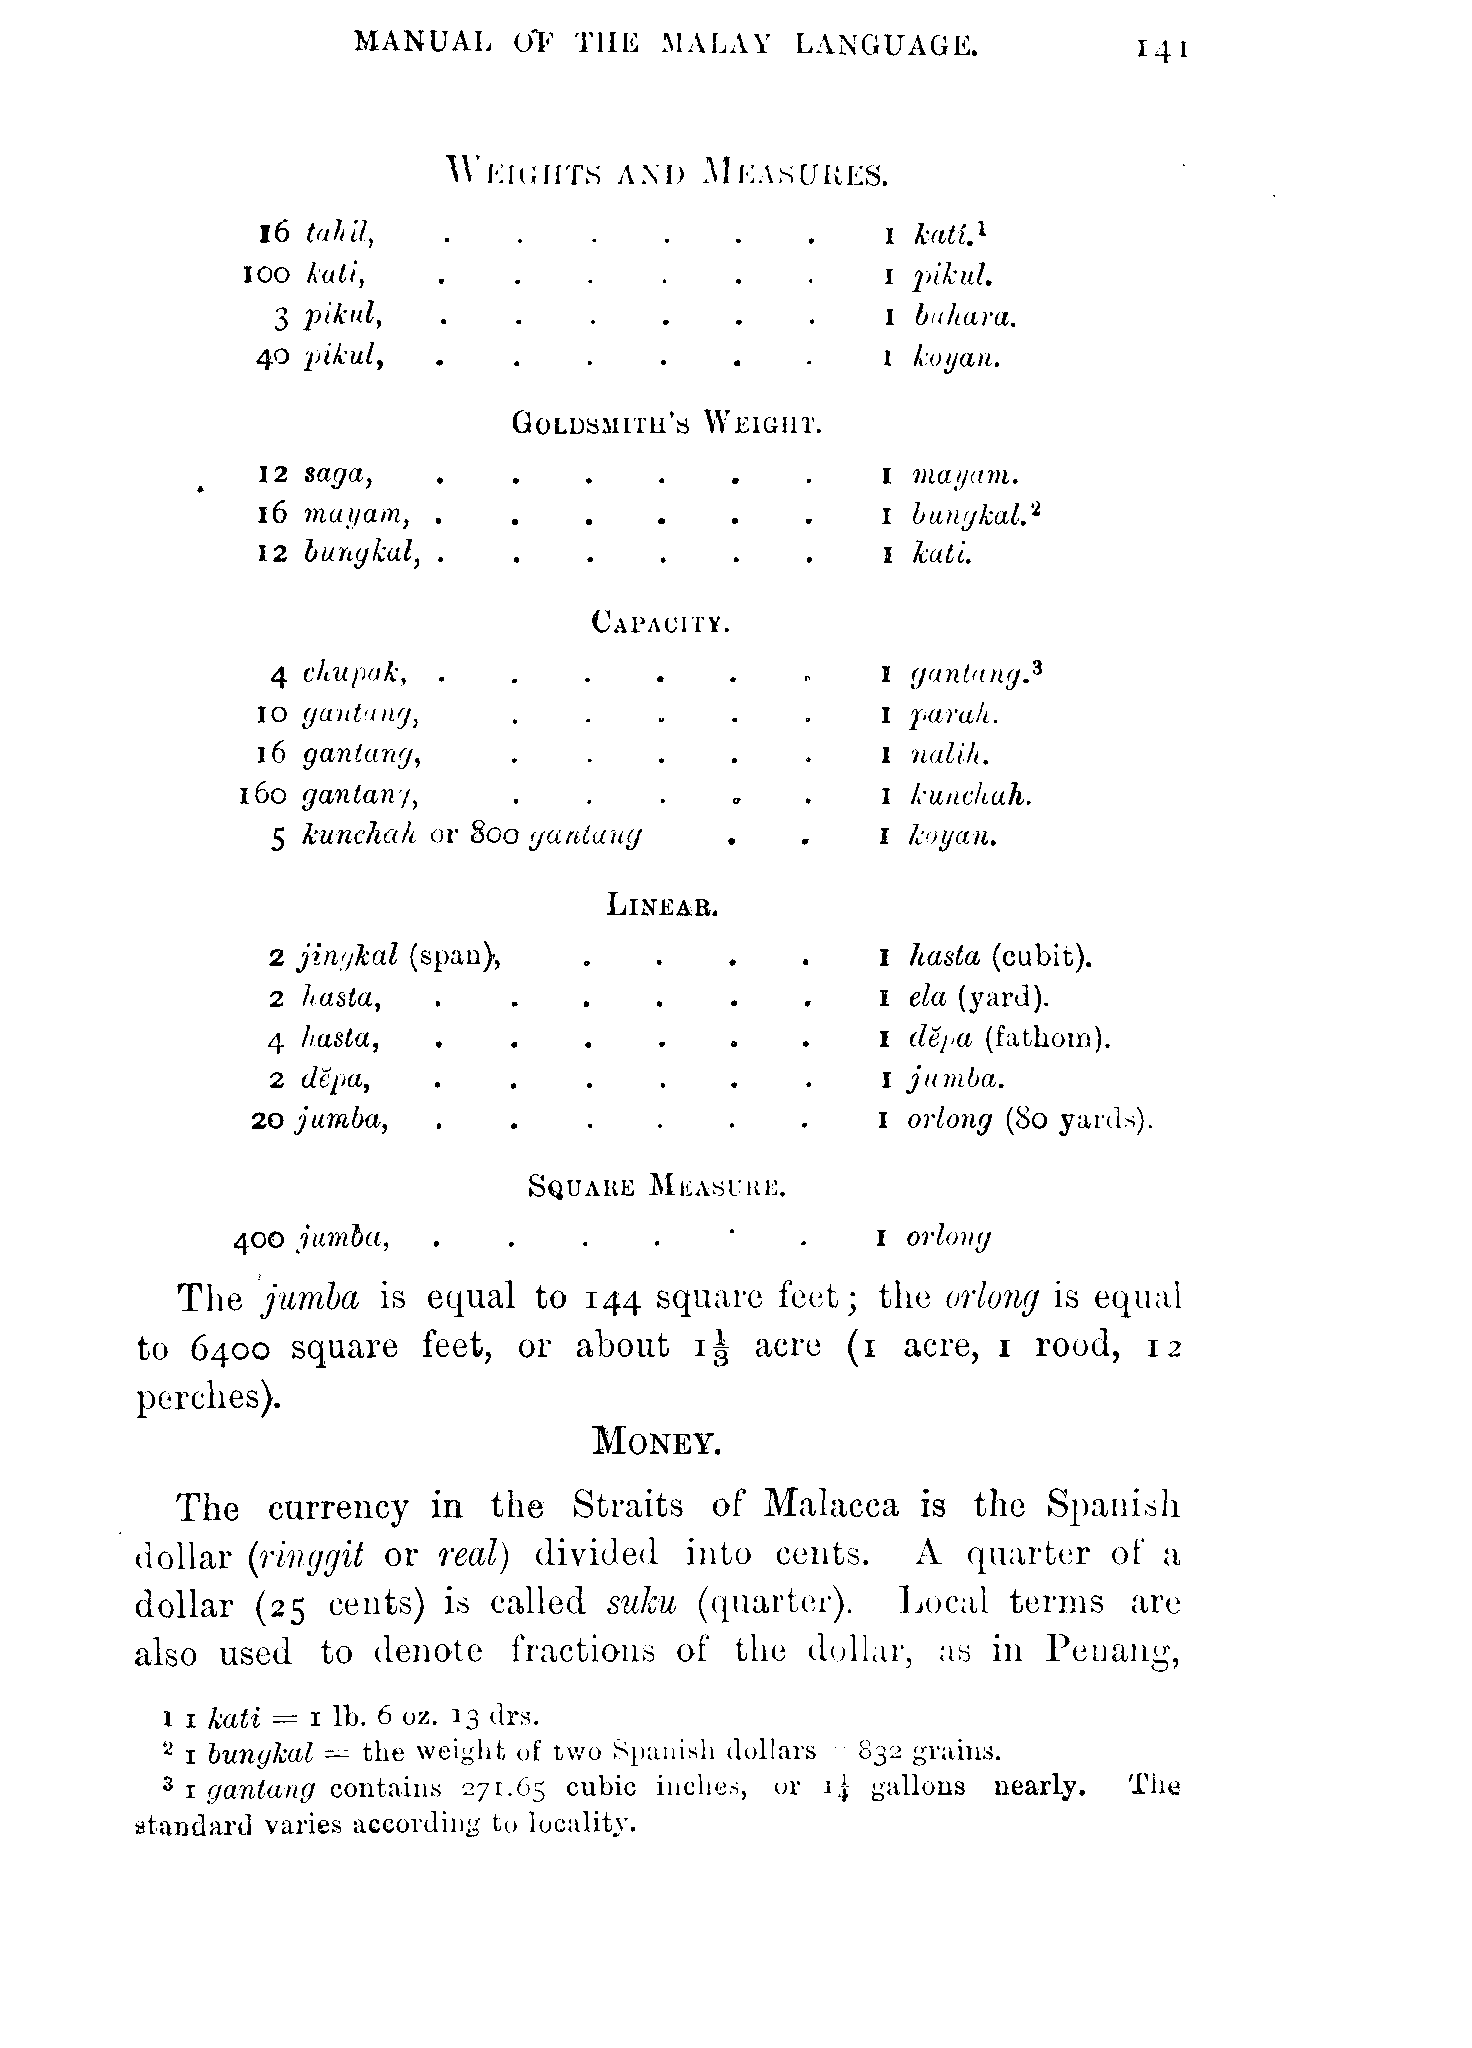 MANUAL OF THE MALAY LANGUAGE. 141
WEIGHTS AND MEASURES.
16 tahil, . . . . . . 1 kati.¹
100 kati, . . . . . . 1 pikul.
3 pikul, . . . . . . 1 bahara.
40 pikul, . . . . . . 1 koyan.
GOLDSMITH'S WEIGHT.
12 saga, . . . . . . 1 mayam.
16 mayam, . . . . . . 1 bungkal.²
12 bungkal, . . . . . . 1 kati.
CAPACITY.
4 chupak, . . . . . . 1 gantang.³
10 gantang, . . . . . 1 parah.
16 gantang, . . . . . 1 nalih.
160 gantang, . . . . . 1 kunchah.
5 kunchah or 800 gantang . . 1 koyan.
LINEAR.
2 jingkal (span), . . . . 1 hasta (cubit).
2 hasta, . . . . . . 1 ela (yard).
4 hasta, . . . . . . 1 dĕpa (fathom).
2 dĕpa, . . . . . . 1 jumba.
20 jumba, . . . . . . 1 orlong (80 yards).
SQUARE MEASURE.
400 jumba, . . . . . . 1 orlong
The jumba is equal to 144 square feet; the orlong is equal
to 6400 square feet, or about 1⅓ acre (1 acre, 1 rood, 12
perches).
MONEY.
The currency in the Straits of Malacca is the Spanish
dollar (ringgit or real) divided into cents. A quarter of a
dollar (25 cents) is called suku (quarter). Local terms are
also used to denote fractions of the dollar, as in Penang,
¹ 1 kati = 1 lb. 6 oz. 13 drs.
² 1 bungkal = the weight of two Spanish dollars 832 grains.
³ 1 gantang contains 271.65 cubic inches, or 1¼ gallons nearly. The
standard varies according to locality.